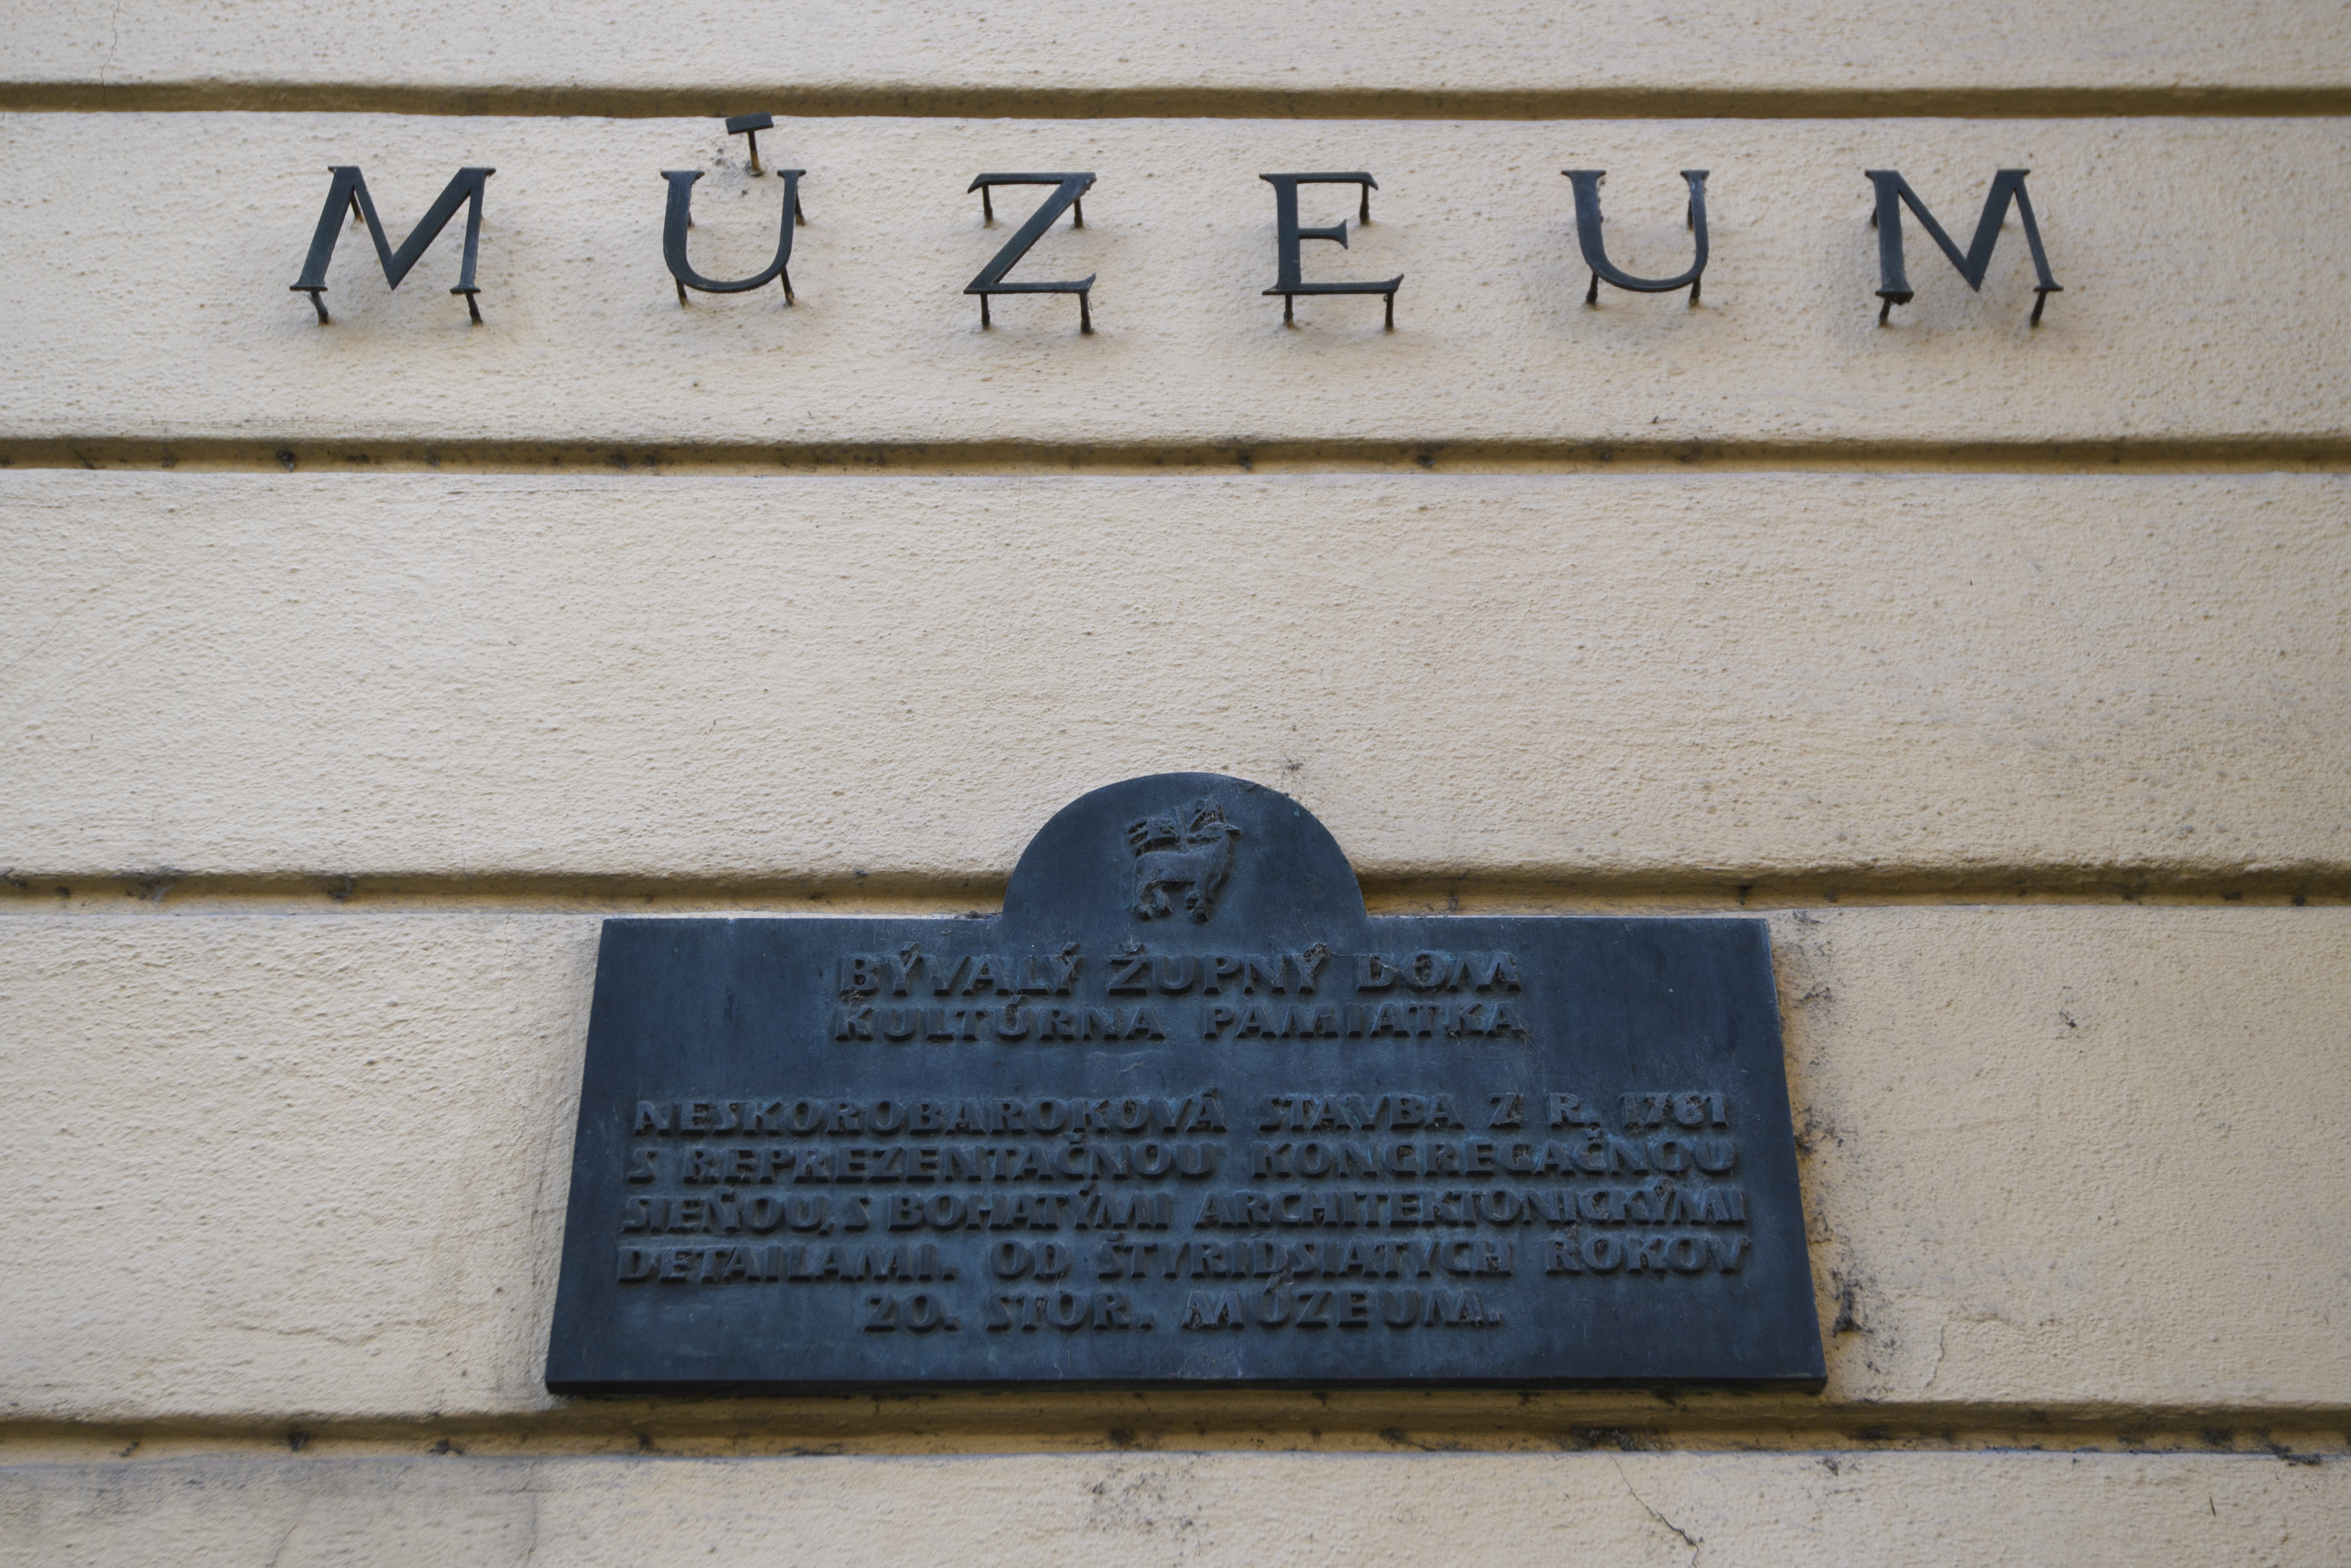 MÚZEUM
BÝVALÝ ŽUPNÝ DOM
KULTÚRNA PAMIATKA
NESKOROBAROKOVÁ STAVBA Z R. 1761
S REPREZENTAČNOU KONGREGAČNOU
SIEŇOU, S BOHATÝMI ARCHITEKTONICKÝMI
DETAILAMI. OD ŠTYRIDSIATYCH ROKOV
20. STOR. MÚZEUM.